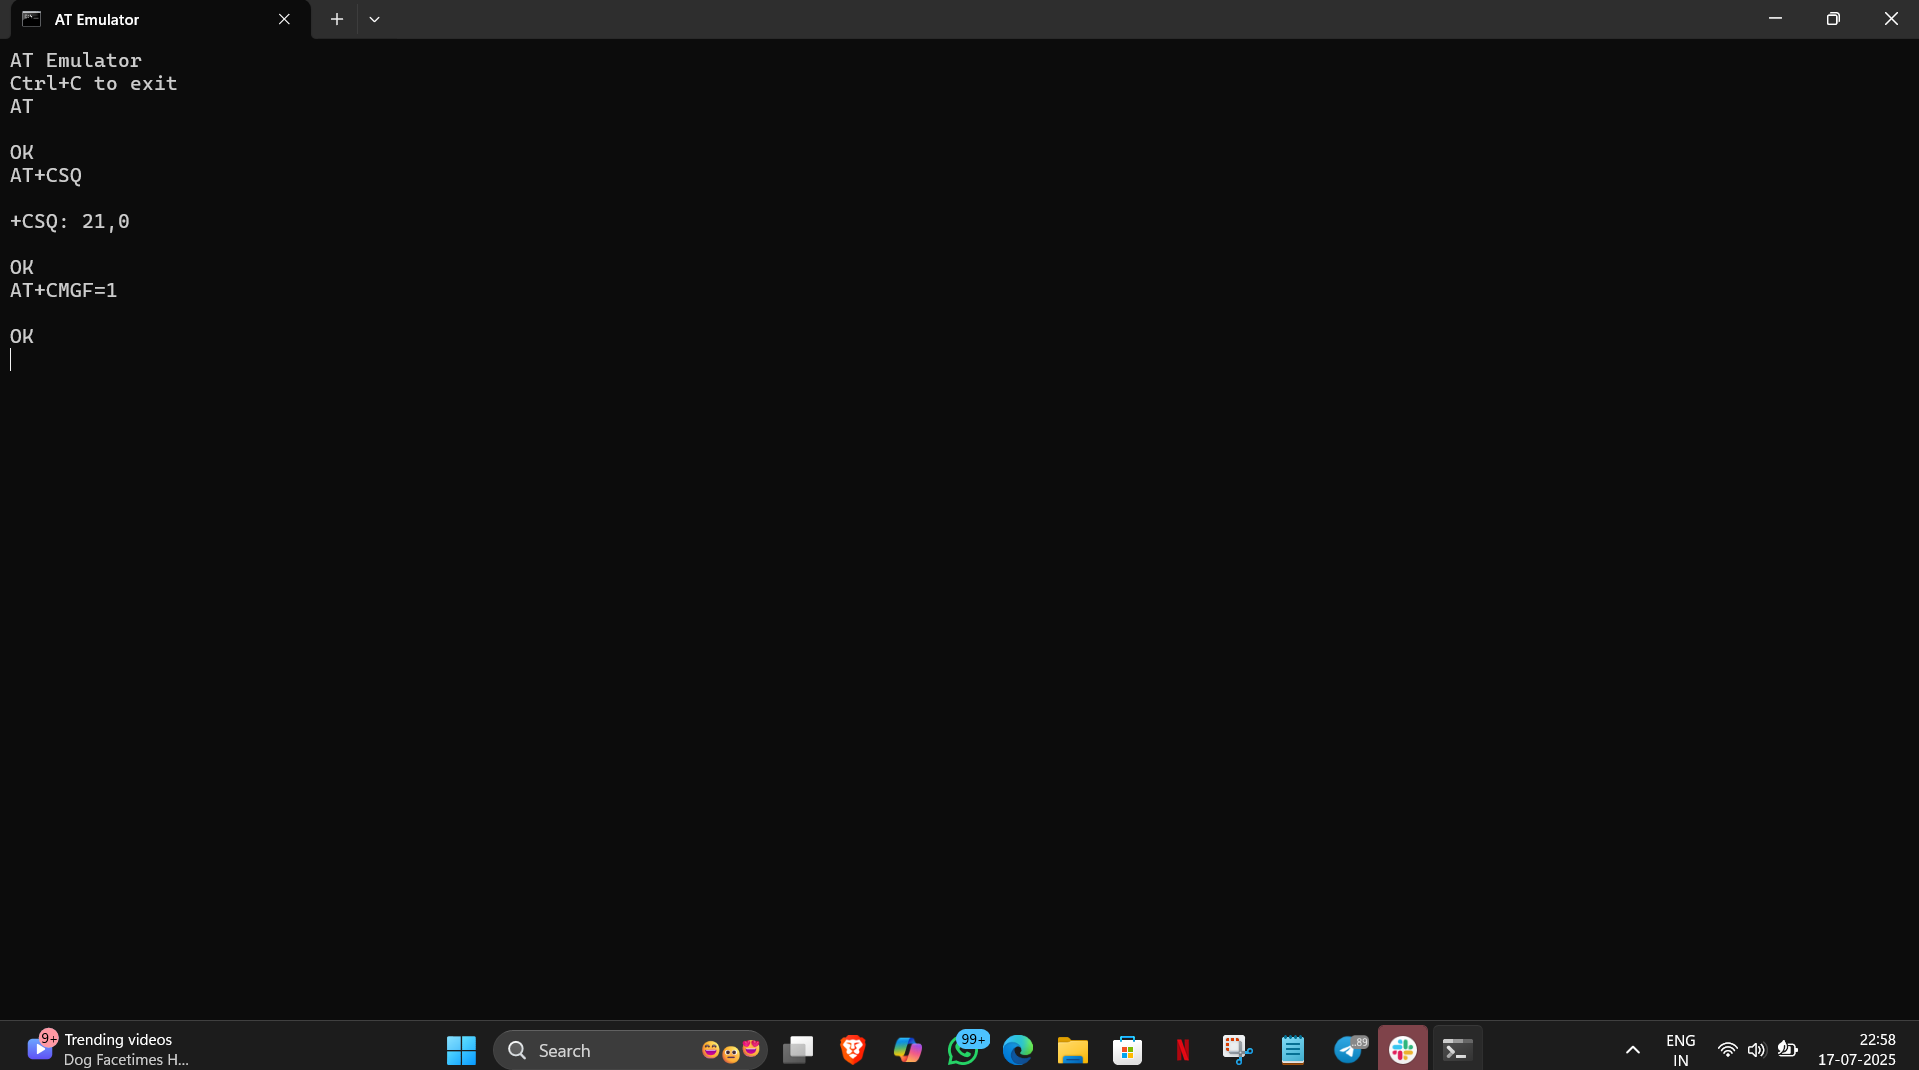 AT Emulator
AT Emulator
Ctrl+C to exit
AT
OK
AT+CSQ
+CSQ: 21,0
OK
AT+CMGF=1
OK
9+
Trending videos
Dog Facetimes H...
Search
99+
.89
ENG
IN
22:58
17-07-2025